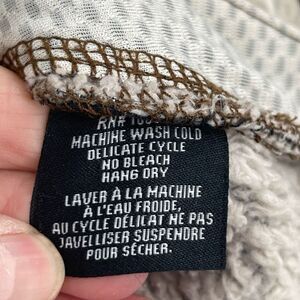 RN#
MACHINE WASH COLD
DELICATE CYCLE
NO BLEACH
HANG DRY
LAVER À LA MACHINE
À L'EAU FROIDE,
AU CYCLE DÉLICAT NE PAS
JAVELLISER SUSPENDRE
POUR SÉCHER.